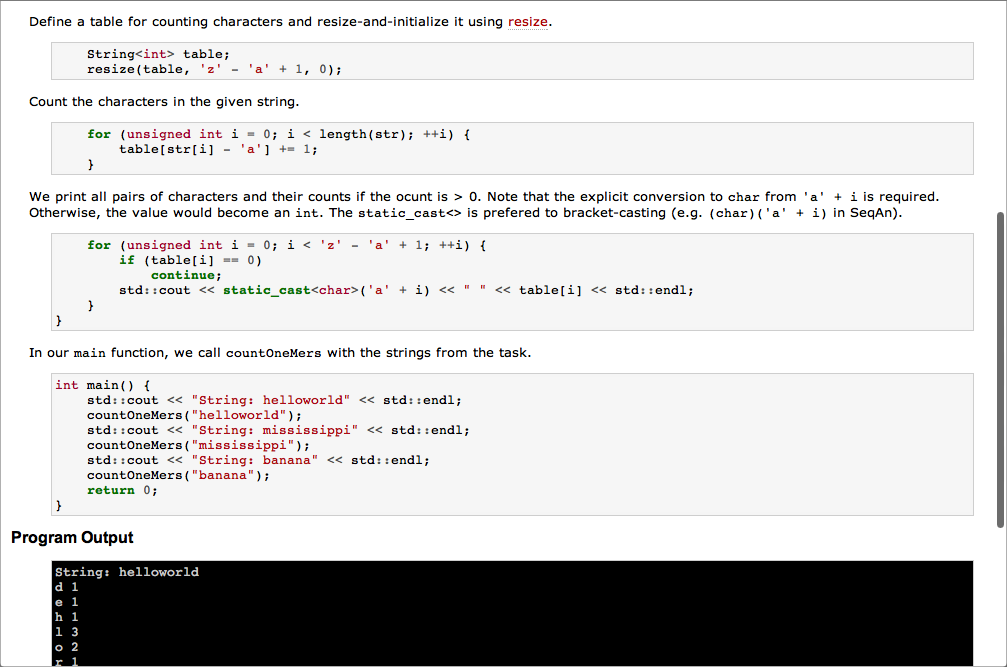 Define a table for counting characters and resize-and-initialize it using resize.
String<int> table;
resize(table, 'z' - 'a' + 1, 0);
Count the characters in the given string.
for (unsigned int i = 0; i < length(str); ++i) {
table[str[i] - 'a'] += 1;
}
We print all pairs of characters and their counts if the ocunt is > 0. Note that the explicit conversion to char from 'a' + i is required.
Otherwise, the value would become an int. The static_cast<> is prefered to bracket-casting (e.g. (char)('a' + i) in SeqAn).
for (unsigned int i = 0; i < 'z' - 'a' + 1; ++i) {
if (table[i] == 0)
continue;
std::cout << static_cast<char>('a' + i) << " " << table[i] << std::endl;
}
}
In our main function, we call countOneMers with the strings from the task.
int main() {
std::cout << "String: helloworld" << std::endl;
countOneMers("helloworld");
std::cout << "String: mississippi" << std::endl;
countOneMers("mississippi");
std::cout << "String: banana" << std::endl;
countOneMers("banana");
return 0;
}
Program Output
String: helloworld
d 1
e 1
h 1
l 3
o 2
r 1